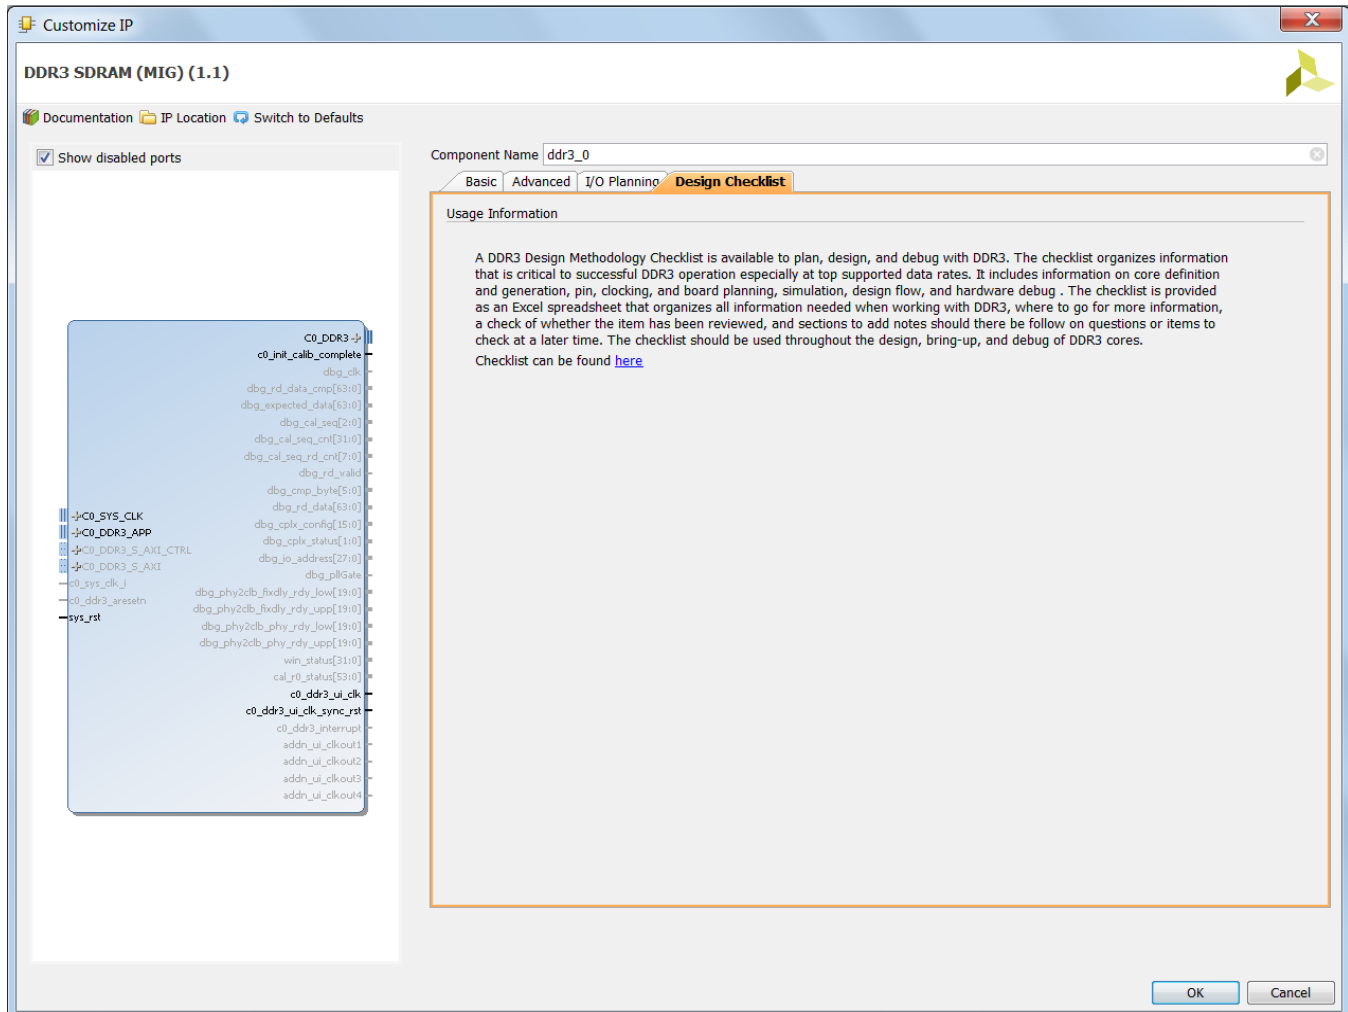 Customize IP
DDR3 SDRAM (MIG) (1.1)
Documentation IP Location Switch to Defaults
Show disabled ports
C0_DDR3
c0_init_calib_complete
dbg_clk
dbg_rd_data_cmp[63:0]
dbg_expected_data[63:0]
dbg_cal_seq[2:0]
dbg_cal_seq_cnt[31:0]
dbg_cal_seq_rd_cnt[7:0]
dbg_rd_valid
dbg_cmp_byte[5:0]
dbg_rd_data[63:0]
C0_SYS_CLK
dbg_cplx_config[15:0]
C0_DDR3_APP
dbg_cplx_status[1:0]
C0_DDR3_S_AXI_CTRL
dbg_io_address[27:0]
C0_DDR3_S_AXI
dbg_pllGate
c0_sys_clk_i
dbg_phy2clb_fixdly_rdy_low[19:0]
c0_ddr3_aresetn
dbg_phy2clb_fixdly_rdy_upp[19:0]
sys_rst
dbg_phy2clb_phy_rdy_low[19:0]
dbg_phy2clb_phy_rdy_upp[19:0]
win_status[31:0]
cal_r0_status[53:0]
c0_ddr3_ui_clk
c0_ddr3_ui_clk_sync_rst
c0_ddr3_interrupt
addn_ui_clkout1
addn_ui_clkout2
addn_ui_clkout3
addn_ui_clkout4
Component Name ddr3_0
Basic Advanced I/O Planning Design Checklist
Usage Information
A DDR3 Design Methodology Checklist is available to plan, design, and debug with DDR3. The checklist organizes information
that is critical to successful DDR3 operation especially at top supported data rates. It includes information on core definition
and generation, pin, clocking, and board planning, simulation, design flow, and hardware debug . The checklist is provided
as an Excel spreadsheet that organizes all information needed when working with DDR3, where to go for more information,
a check of whether the item has been reviewed, and sections to add notes should there be follow on questions or items to
check at a later time. The checklist should be used throughout the design, bring-up, and debug of DDR3 cores.
Checklist can be found here
OK Cancel